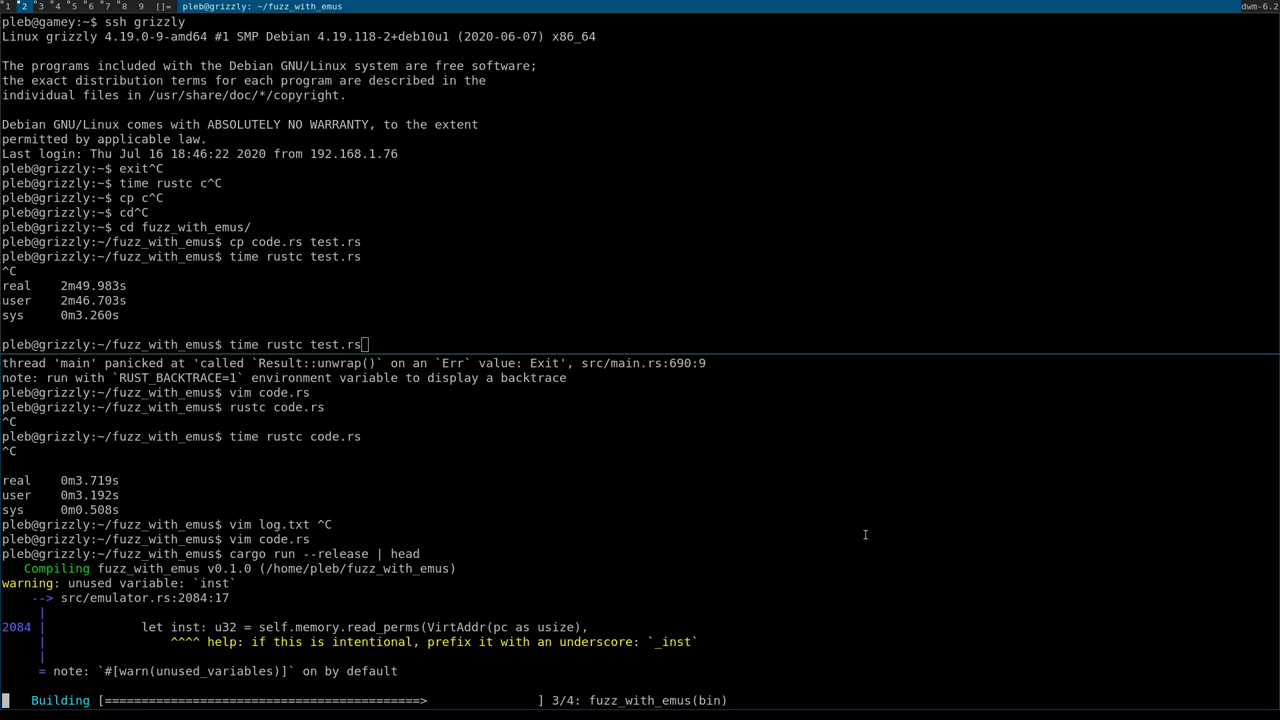 1 2 3 4 5 6 7 8 9 []= pleb@grizzly: ~/fuzz_with_emus dwm-6.2
pleb@gamey:~$ ssh grizzly
Linux grizzly 4.19.0-9-amd64 #1 SMP Debian 4.19.118-2+deb10u1 (2020-06-07) x86_64
The programs included with the Debian GNU/Linux system are free software;
the exact distribution terms for each program are described in the
individual files in /usr/share/doc/*/copyright.
Debian GNU/Linux comes with ABSOLUTELY NO WARRANTY, to the extent
permitted by applicable law.
Last login: Thu Jul 16 18:46:22 2020 from 192.168.1.76
pleb@grizzly:~$ exit^C
pleb@grizzly:~$ time rustc c^C
pleb@grizzly:~$ cp c^C
pleb@grizzly:~$ cd^C
pleb@grizzly:~$ cd fuzz_with_emus/
pleb@grizzly:~/fuzz_with_emus$ cp code.rs test.rs
pleb@grizzly:~/fuzz_with_emus$ time rustc test.rs
^C
real    2m49.983s
user    2m46.703s
sys     0m3.260s
pleb@grizzly:~/fuzz_with_emus$ time rustc test.rs
thread 'main' panicked at 'called `Result::unwrap()` on an `Err` value: Exit', src/main.rs:690:9
note: run with `RUST_BACKTRACE=1` environment variable to display a backtrace
pleb@grizzly:~/fuzz_with_emus$ vim code.rs
pleb@grizzly:~/fuzz_with_emus$ rustc code.rs
^C
pleb@grizzly:~/fuzz_with_emus$ time rustc code.rs
^C
real    0m3.719s
user    0m3.192s
sys     0m0.508s
pleb@grizzly:~/fuzz_with_emus$ vim log.txt ^C
pleb@grizzly:~/fuzz_with_emus$ vim code.rs
pleb@grizzly:~/fuzz_with_emus$ cargo run --release | head
   Compiling fuzz_with_emus v0.1.0 (/home/pleb/fuzz_with_emus)
warning: unused variable: `inst`
    --> src/emulator.rs:2084:17
     |
2084 |             let inst: u32 = self.memory.read_perms(VirtAddr(pc as usize),
     |                 ^^^^ help: if this is intentional, prefix it with an underscore: `_inst`
     |
     = note: `#[warn(unused_variables)]` on by default
    Building [===========================================>               ] 3/4: fuzz_with_emus(bin)